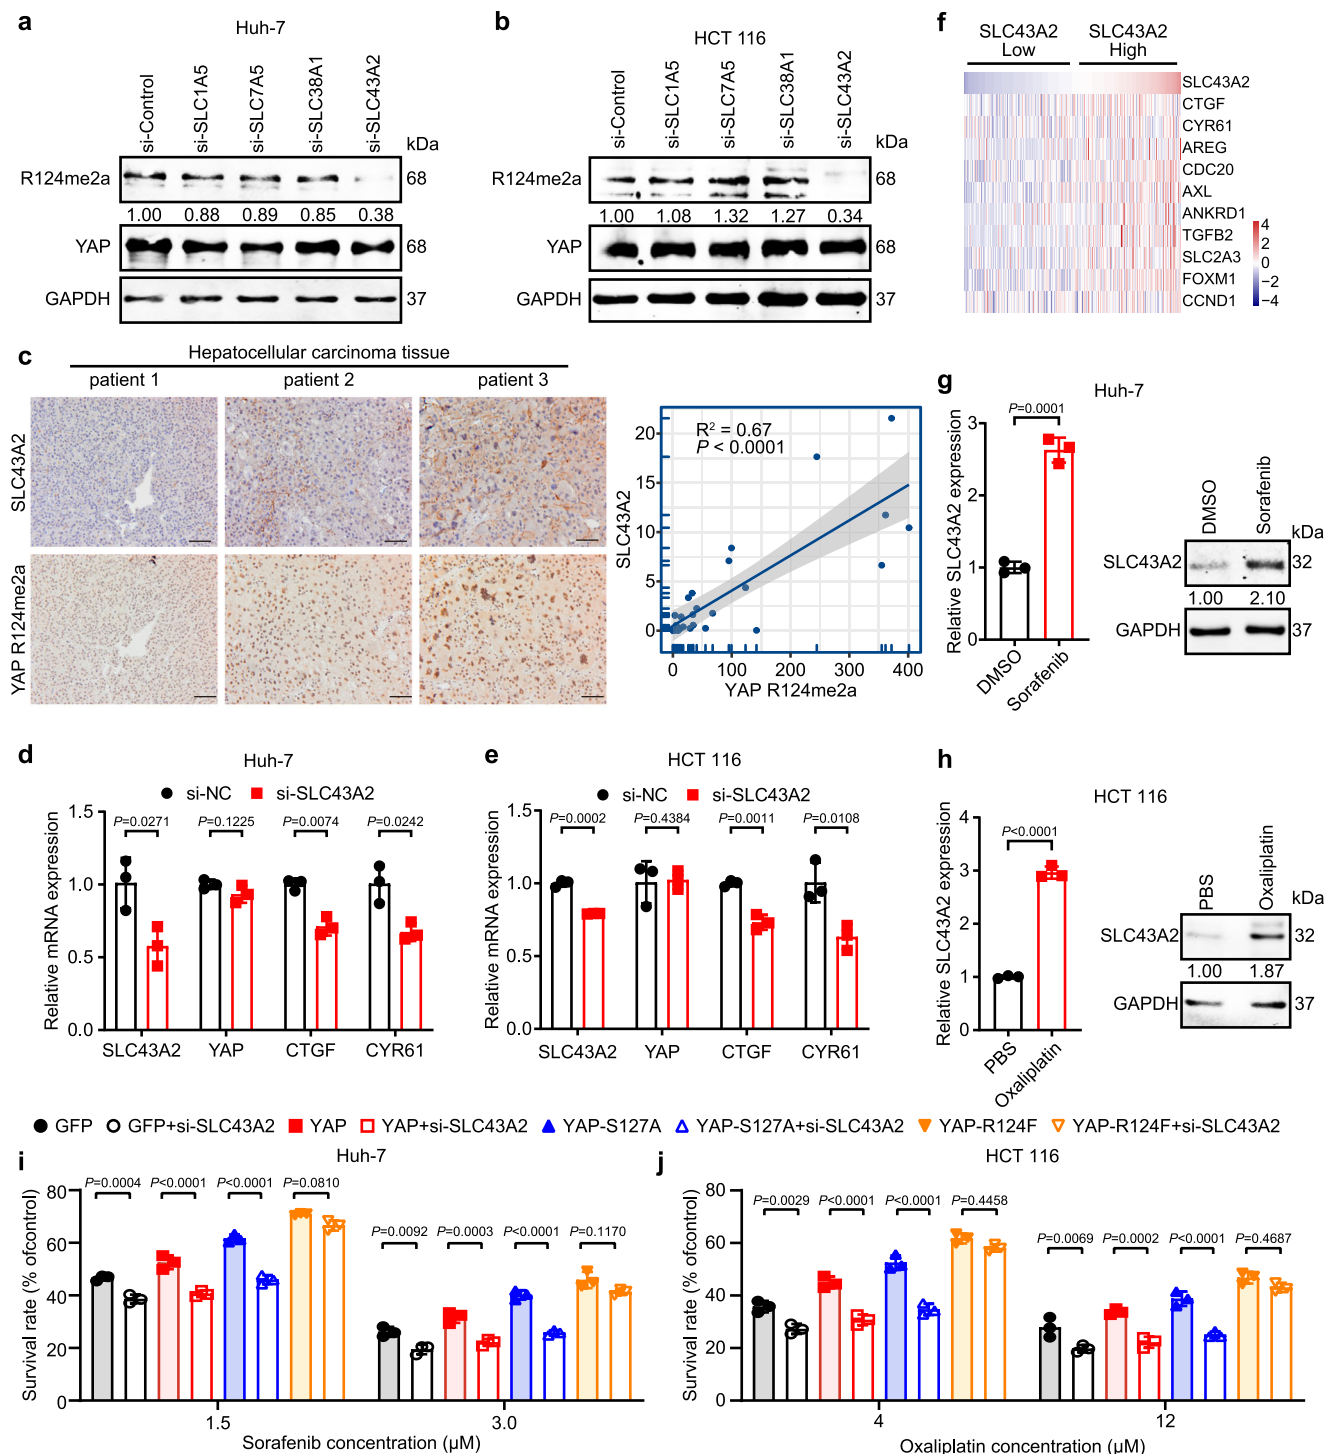 a
Huh-7
si-Control
si-SLC1A5
si-SLC7A5
si-SLC38A1
si-SLC43A2
kDa
R124me2a
68
1.00 0.88 0.89 0.85 0.38
YAP
68
GAPDH
37
b
HCT 116
si-Control
si-SLC1A5
si-SLC7A5
si-SLC38A1
si-SLC43A2
kDa
R124me2a
68
1.00 1.08 1.32 1.27 0.34
YAP
68
GAPDH
37
f
SLC43A2 Low
SLC43A2 High
SLC43A2
CTGF
CYR61
AREG
CDC20
AXL
ANKRD1
TGFB2
SLC2A3
FOXM1
CCND1
4
2
0
−2
−4
c
Hepatocellular carcinoma tissue
patient 1 patient 2 patient 3
SLC43A2
YAP R124me2a
R² = 0.67
P < 0.0001
SLC43A2
20
15
10
5
0
0 100 200 300 400
YAP R124me2a
g
Huh-7
Relative SLC43A2 expression
P=0.0001
3
2
1
0
DMSO
Sorafenib
DMSO
Sorafenib
kDa
SLC43A2
32
1.00 2.10
GAPDH
37
d
Huh-7
si-NC si-SLC43A2
P=0.0271 P=0.1225 P=0.0074 P=0.0242
Relative mRNA expression
1.5
1.0
0.5
0.0
SLC43A2 YAP CTGF CYR61
e
HCT 116
si-NC si-SLC43A2
P=0.0002 P=0.4384 P=0.0011 P=0.0108
Relative mRNA expression
1.5
1.0
0.5
0.0
SLC43A2 YAP CTGF CYR61
h
HCT 116
Relative SLC43A2 expression
P<0.0001
4
3
2
1
0
PBS
Oxaliplatin
PBS
Oxaliplatin
kDa
SLC43A2
32
1.00 1.87
GAPDH
37
GFP GFP+si-SLC43A2 YAP YAP+si-SLC43A2 YAP-S127A YAP-S127A+si-SLC43A2 YAP-R124F YAP-R124F+si-SLC43A2
i
Huh-7
P=0.0004 P<0.0001 P<0.0001 P=0.0810
P=0.0092 P=0.0003 P<0.0001 P=0.1170
Survival rate (% ofcontrol)
80
60
40
20
0
1.5 3.0
Sorafenib concentration (μM)
j
HCT 116
P=0.0029 P<0.0001 P<0.0001 P=0.4458
P=0.0069 P=0.0002 P<0.0001 P=0.4687
Survival rate (% ofcontrol)
80
60
40
20
0
4 12
Oxaliplatin concentration (μM)